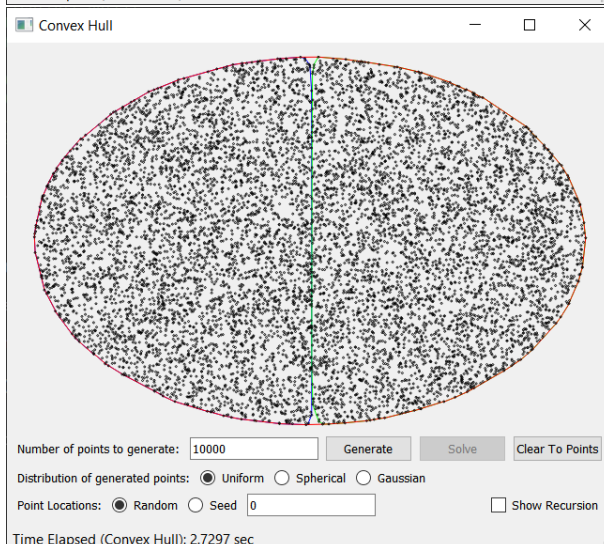 Convex Hull
Number of points to generate: 10000 Generate Solve Clear To Points
Distribution of generated points: Uniform Spherical Gaussian
Point Locations: Random Seed 0 Show Recursion
Time Elapsed (Convex Hull): 2.7297 sec